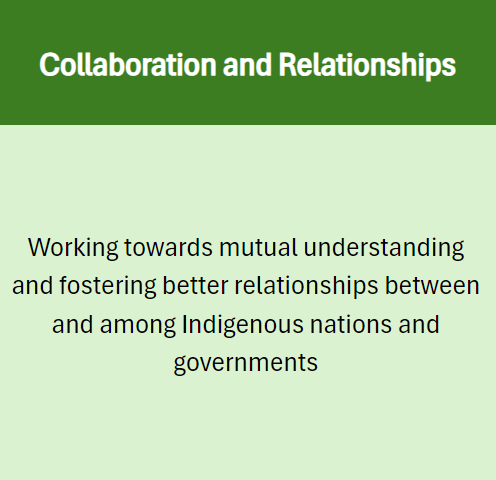 Collaboration and Relationships
Working towards mutual understanding
and fostering better relationships between
and among Indigenous nations and
governments